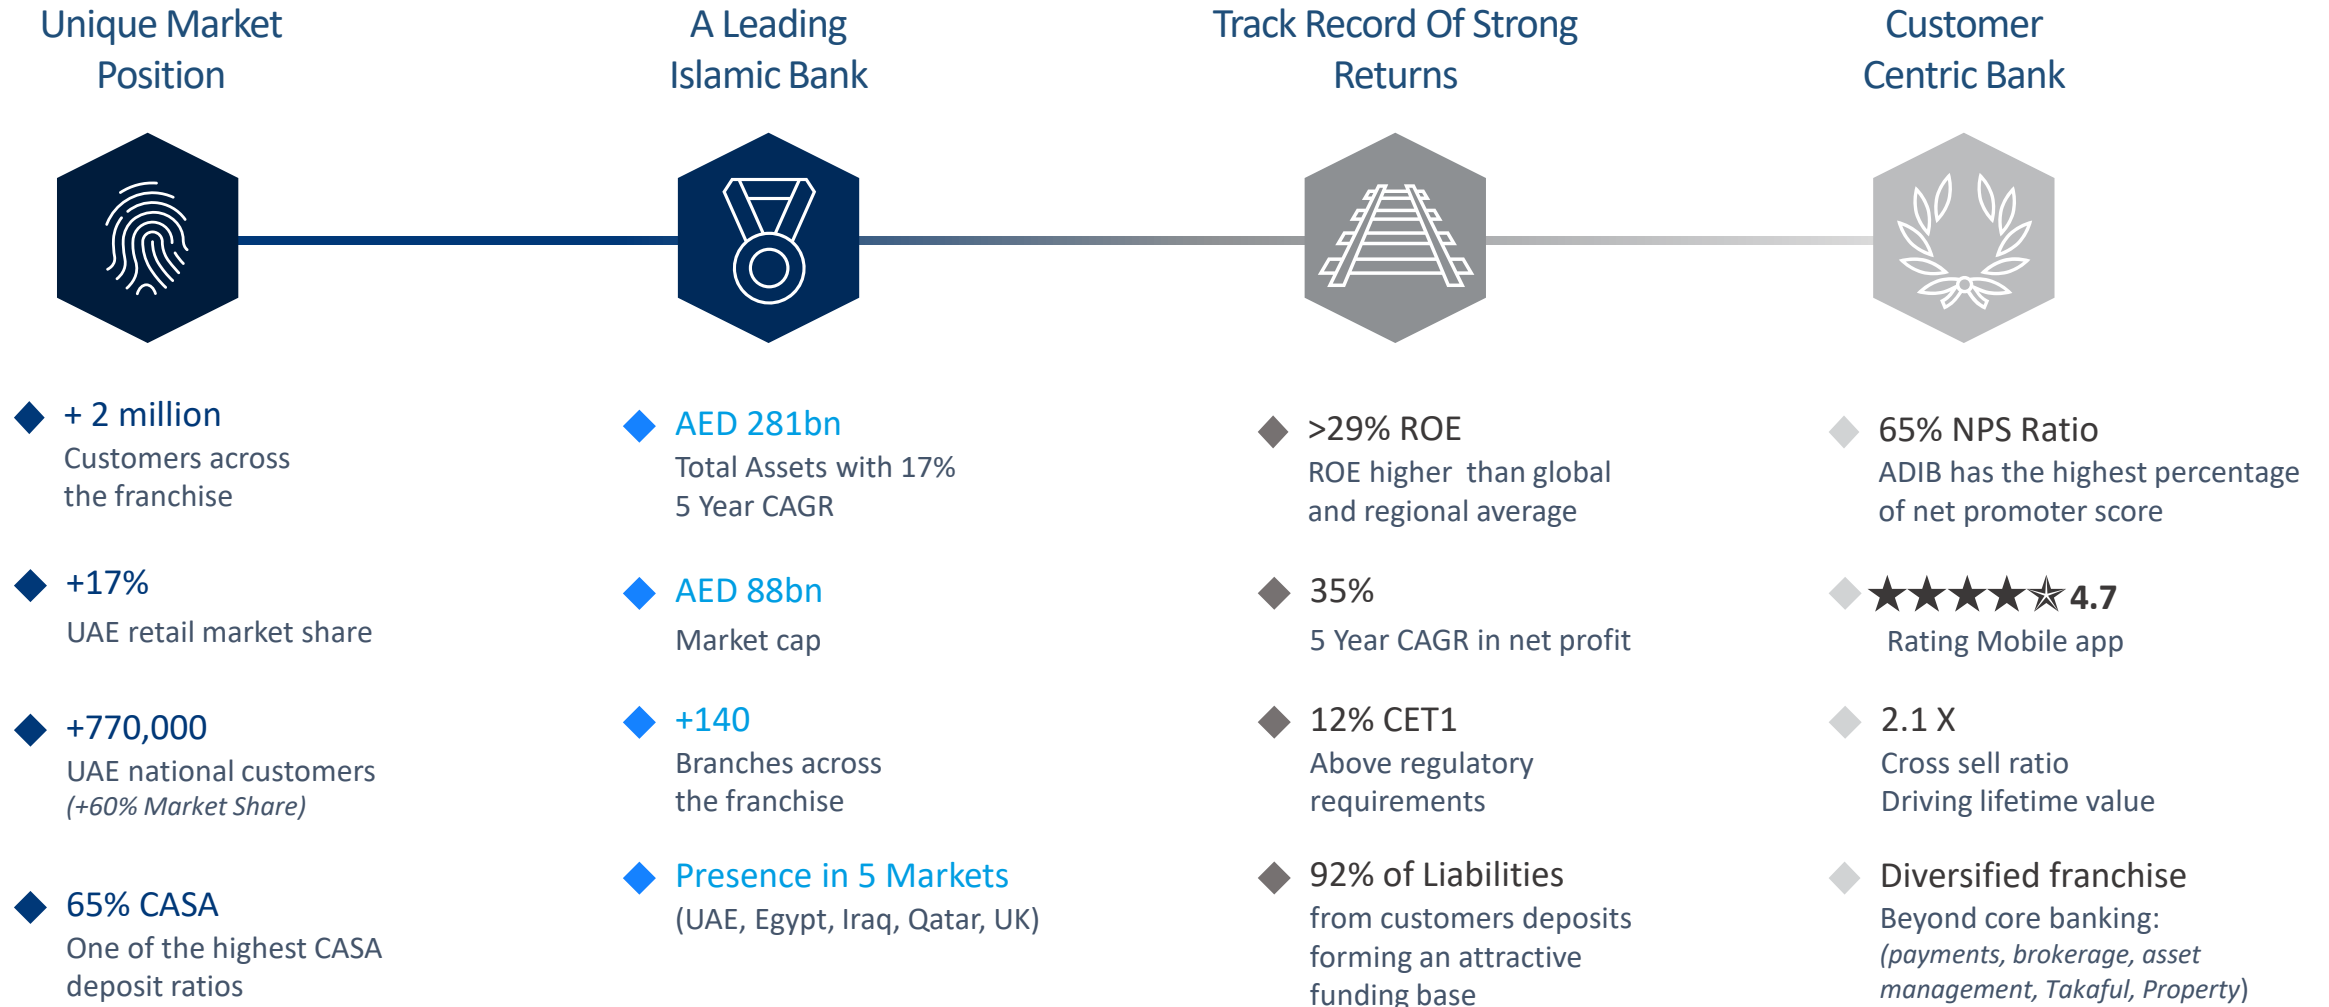 Unique Market
Position
+ 2 million
Customers across
the franchise
+17%
UAE retail market share
+770,000
UAE national customers
(+60% Market Share)
65% CASA
One of the highest CASA
deposit ratios
A Leading
Islamic Bank
AED 281bn
Total Assets with 17%
5 Year CAGR
AED 88bn
Market cap
+140
Branches across
the franchise
Presence in 5 Markets
(UAE, Egypt, Iraq, Qatar, UK)
Track Record Of Strong
Returns
>29% ROE
ROE higher than global
and regional average
35%
5 Year CAGR in net profit
12% CET1
Above regulatory
requirements
92% of Liabilities
from customers deposits
forming an attractive
funding base
Customer
Centric Bank
65% NPS Ratio
ADIB has the highest percentage
of net promoter score
4.7
Rating Mobile app
2.1 X
Cross sell ratio
Driving lifetime value
Diversified franchise
Beyond core banking:
(payments, brokerage, asset
management, Takaful, Property)